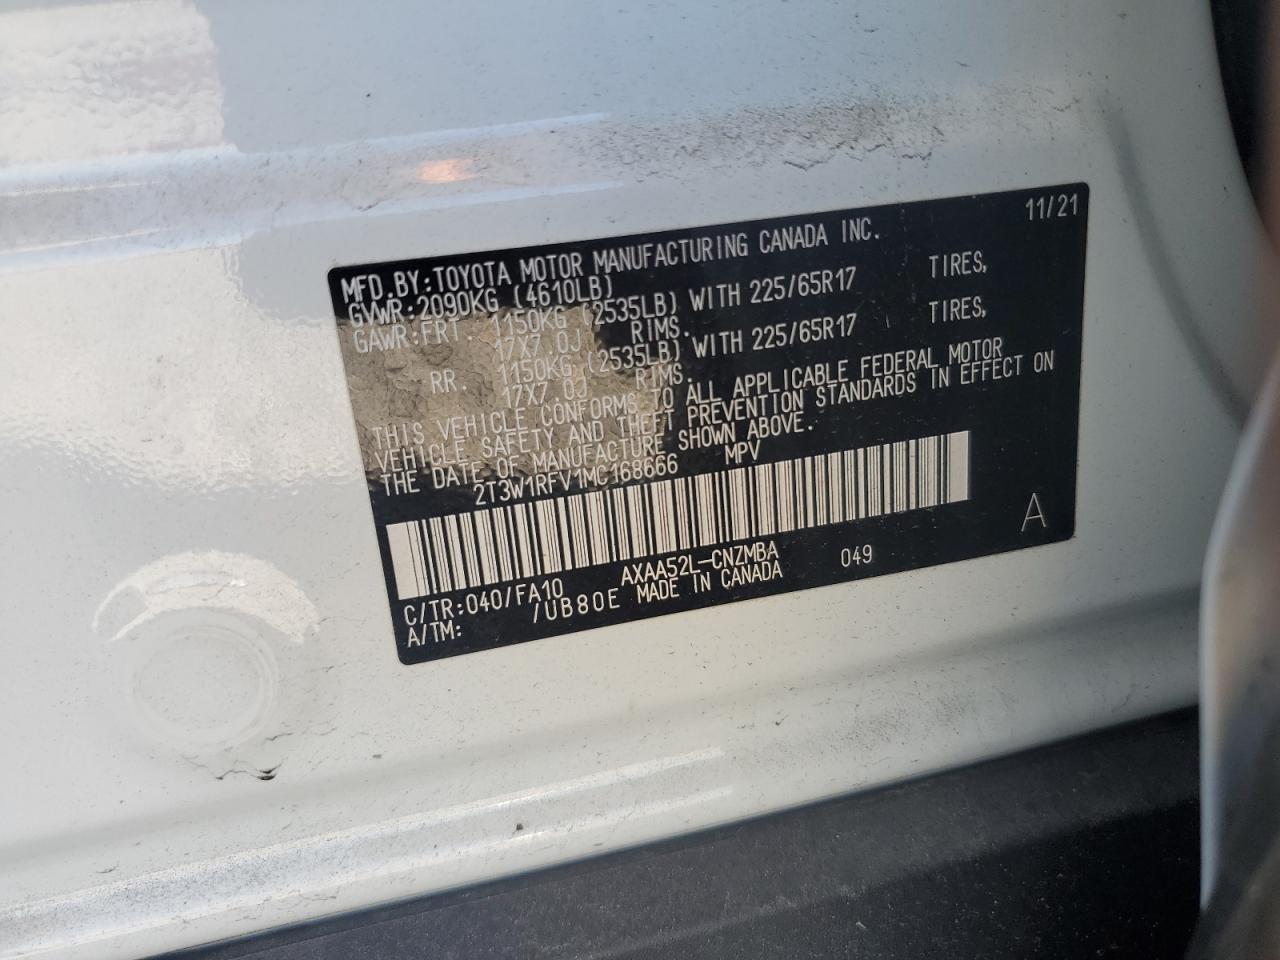 11/21
MFD.BY:TOYOTA MOTOR MANUFACTURING CANADA INC.
GVWR:2090KG (4610LB)
GAWR:FRT. 1150KG (2535LB) WITH 225/65R17 TIRES,
17X7.0J RIMS.
RR. 1150KG (2535LB) WITH 225/65R17 TIRES,
17X7.0J RIMS.
THIS VEHICLE CONFORMS TO ALL APPLICABLE FEDERAL MOTOR
VEHICLE SAFETY AND THEFT PREVENTION STANDARDS IN EFFECT ON
THE DATE OF MANUFACTURE SHOWN ABOVE.
2T3W1RFV1MC168666 MPV
A
C/TR:040/FA10 AXAA52L-CNZMBA 049
A/TM: /UB80E MADE IN CANADA